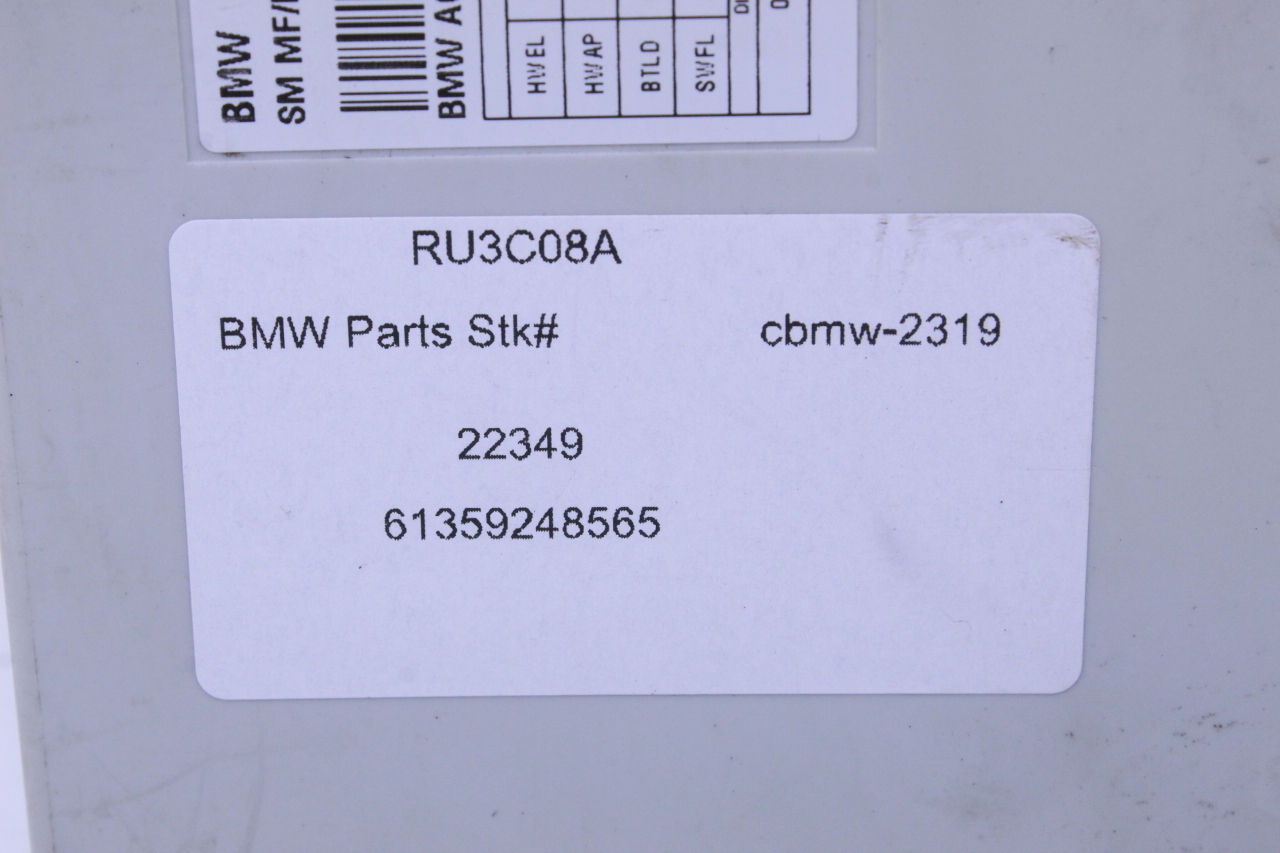 BMW
SM MF/
BMW
HWEL
HWAP
BTLD
SWFL
RU3C08A
BMW Parts Stk# cbmw-2319
22349
61359248565